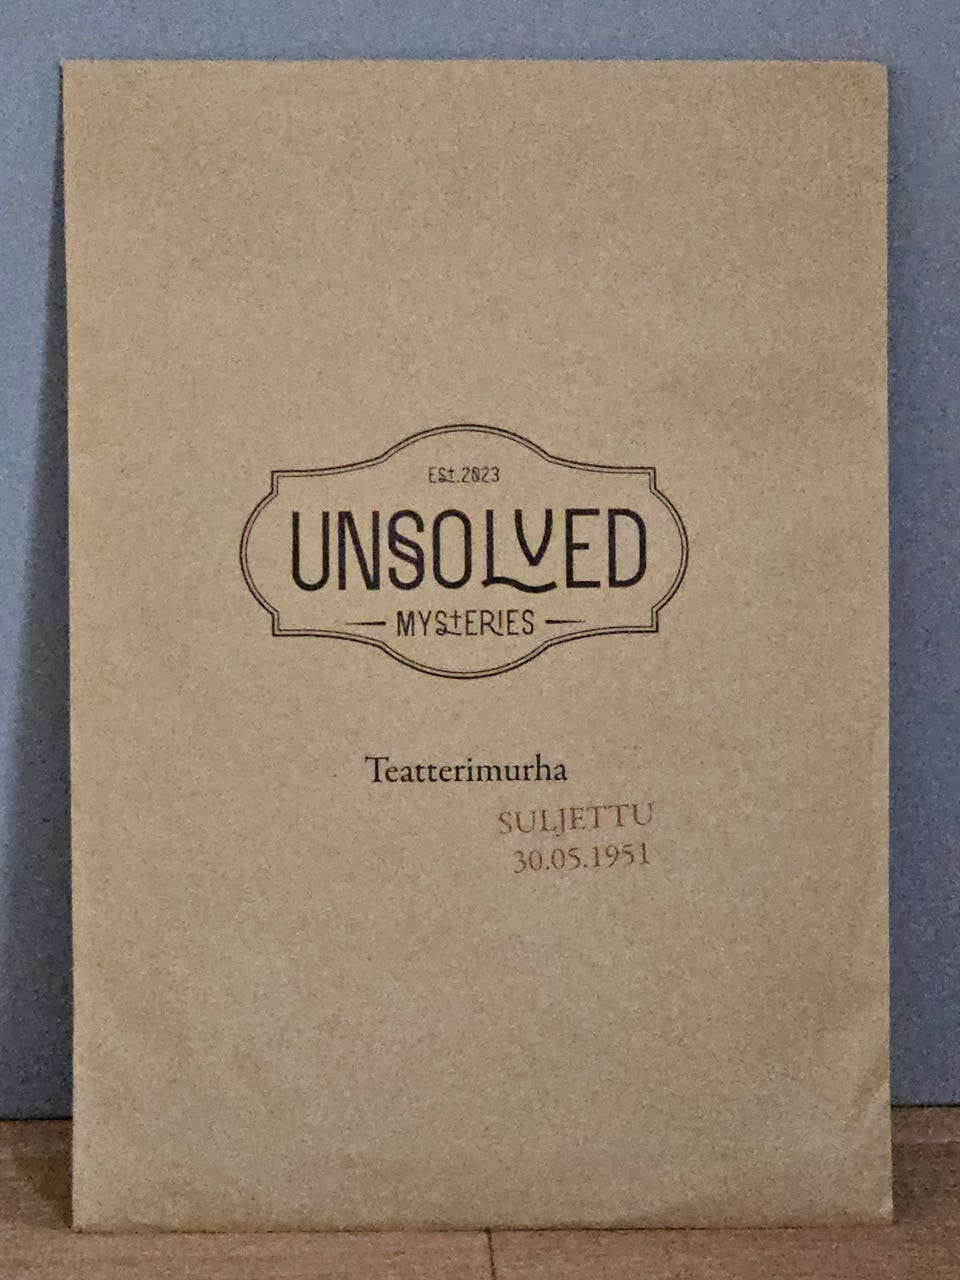 Est.2023
UNSOLVED
MYStERIES
Teatterimurha
SULJETTU
30.05.1951